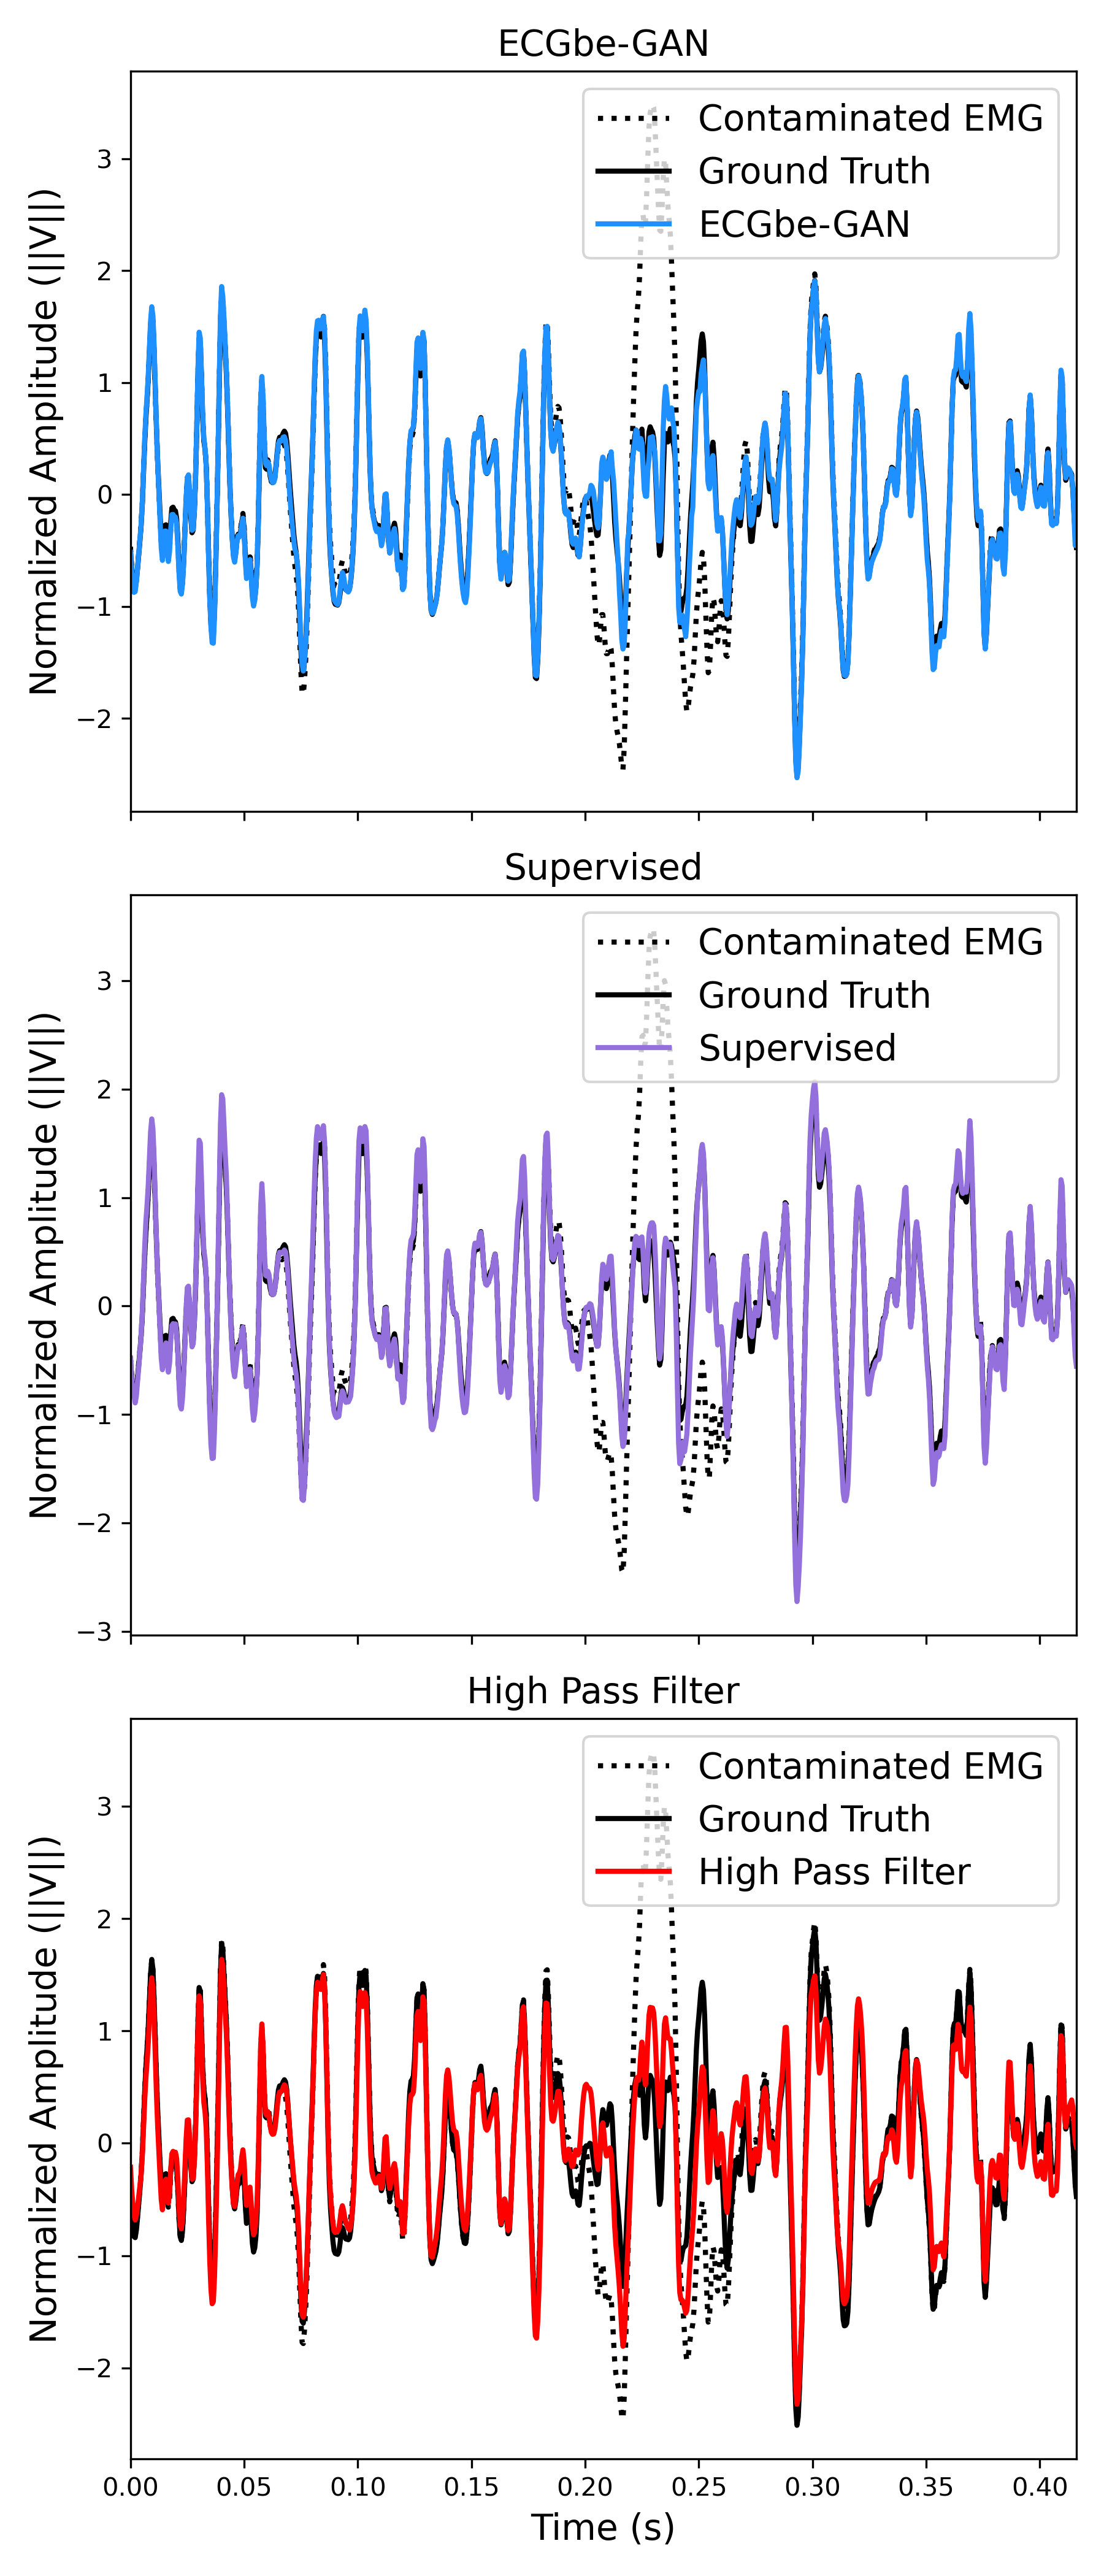 ECGbe-GAN
Contaminated EMG
Ground Truth
ECGbe-GAN
Normalized Amplitude (||V||)
3
2
1
0
−1
−2
Supervised
Contaminated EMG
Ground Truth
Supervised
Normalized Amplitude (||V||)
3
2
1
0
−1
−2
−3
High Pass Filter
Contaminated EMG
Ground Truth
High Pass Filter
Normalized Amplitude (||V||)
3
2
1
0
−1
−2
0.00 0.05 0.10 0.15 0.20 0.25 0.30 0.35 0.40
Time (s)